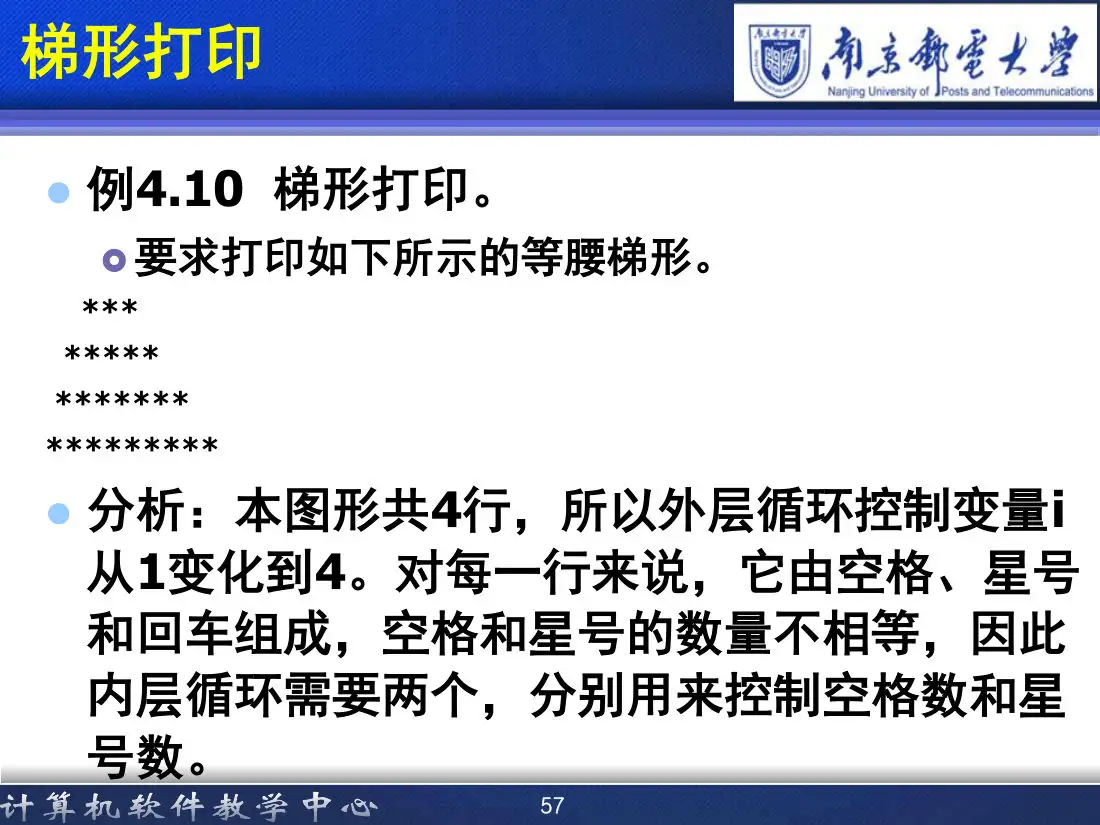 梯形打印
南京邮电大学
Nanjing University of Posts and Telecommunications
例4.10 梯形打印。
要求打印如下所示的等腰梯形。
***
*****
*******
*********
分析：本图形共4行，所以外层循环控制变量i
从1变化到4。对每一行来说，它由空格、星号
和回车组成，空格和星号的数量不相等，因此
内层循环需要两个，分别用来控制空格数和星
号数。
计算机软件教学中心
57